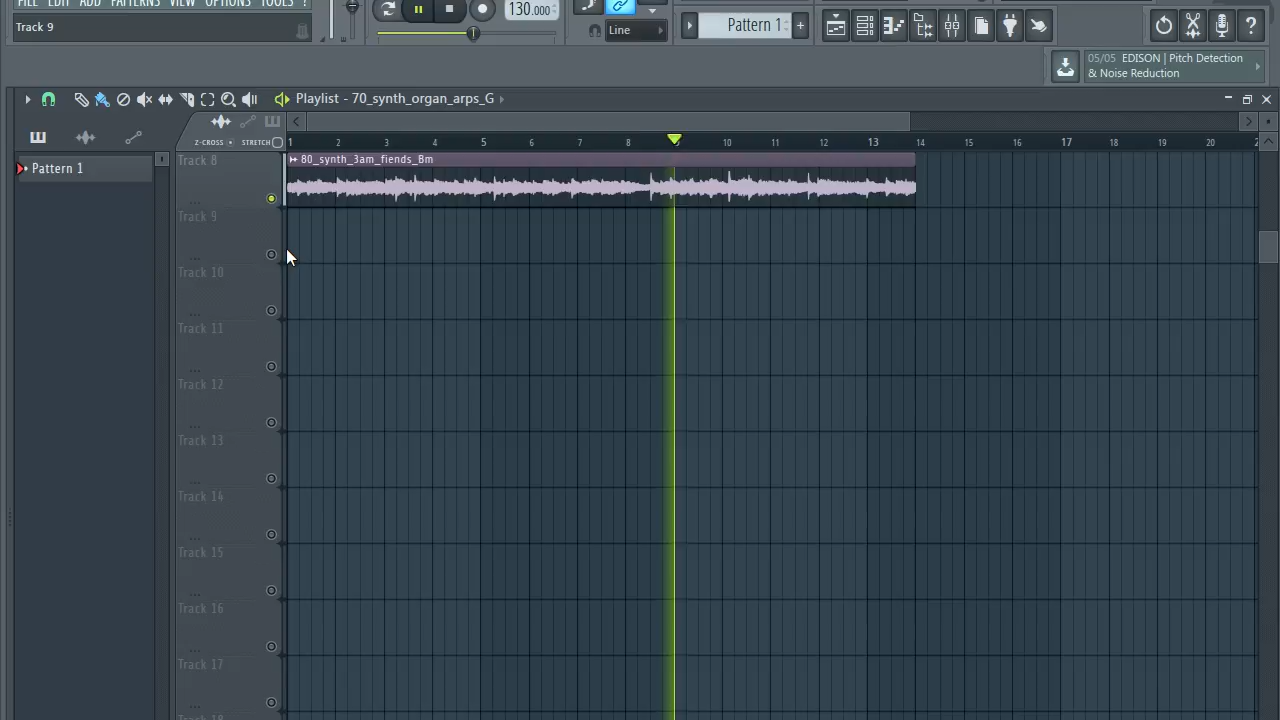 FILE EDIT ADD PATTERNS VIEW OPTIONS TOOLS ?
Track 9
130.000
Line
Pattern 1
05/05 EDISON | Pitch Detection
& Noise Reduction
Playlist - 70_synth_organ_arps_G
Z-CROSS STRETCH
1 2 3 4 5 6 7 8 9 10 11 12 13 14 15 16 17 18 19 20
Pattern 1
Track 8
80_synth_3am_fiends_Bm
Track 9
Track 10
Track 11
Track 12
Track 13
Track 14
Track 15
Track 16
Track 17